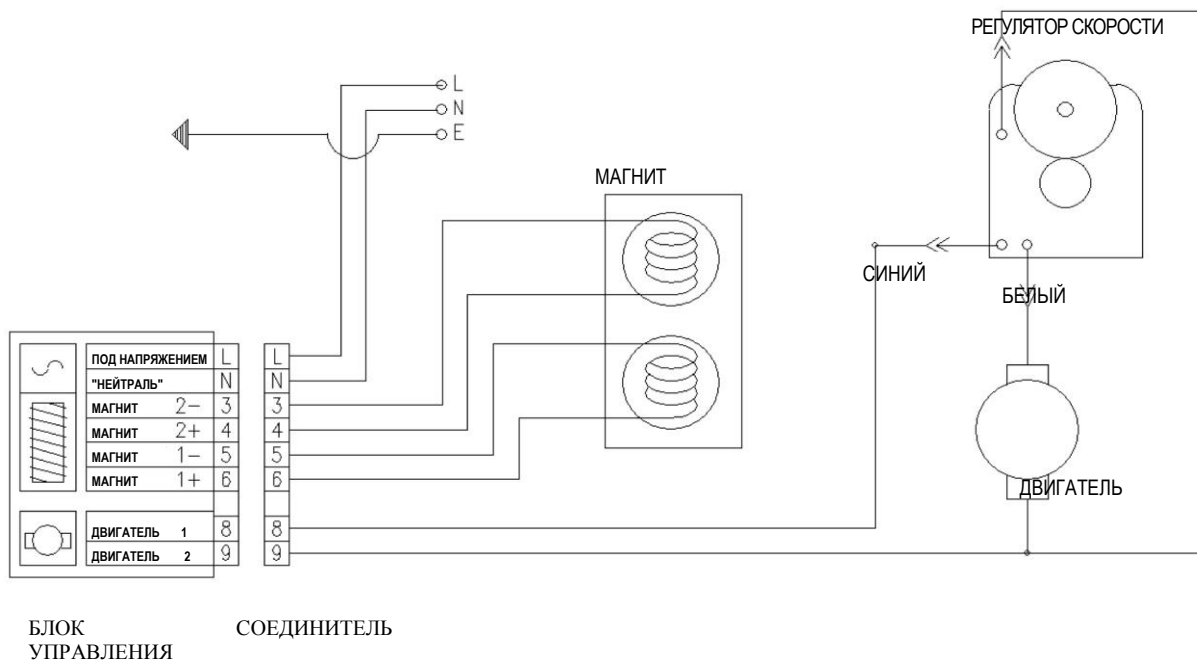 РЕГУЛЯТОР СКОРОСТИ
L
N
E
МАГНИТ
СИНИЙ
БЕЛЫЙ
ДВИГАТЕЛЬ
ПОД НАПРЯЖЕНИЕМ L L
"НЕЙТРАЛЬ" N N
МАГНИТ 2- 3 3
МАГНИТ 2+ 4 4
МАГНИТ 1- 5 5
МАГНИТ 1+ 6 6
ДВИГАТЕЛЬ 1 8 8
ДВИГАТЕЛЬ 2 9 9
БЛОК УПРАВЛЕНИЯ
СОЕДИНИТЕЛЬ